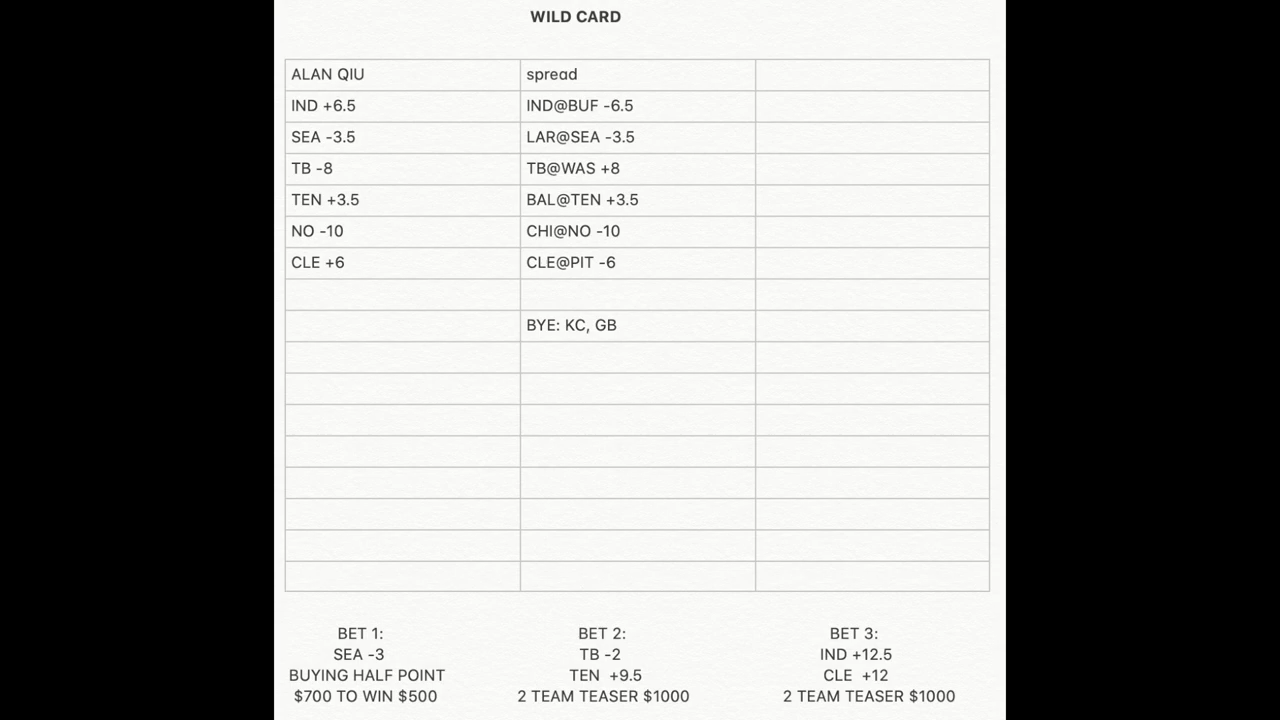 WILD CARD
ALAN QIU spread
IND +6.5 IND@BUF -6.5
SEA -3.5 LAR@SEA -3.5
TB -8 TB@WAS +8
TEN +3.5 BAL@TEN +3.5
NO -10 CHI@NO -10
CLE +6 CLE@PIT -6
BYE: KC, GB
BET 1:
SEA -3
BUYING HALF POINT
$700 TO WIN $500
BET 2:
TB -2
TEN +9.5
2 TEAM TEASER $1000
BET 3:
IND +12.5
CLE +12
2 TEAM TEASER $1000